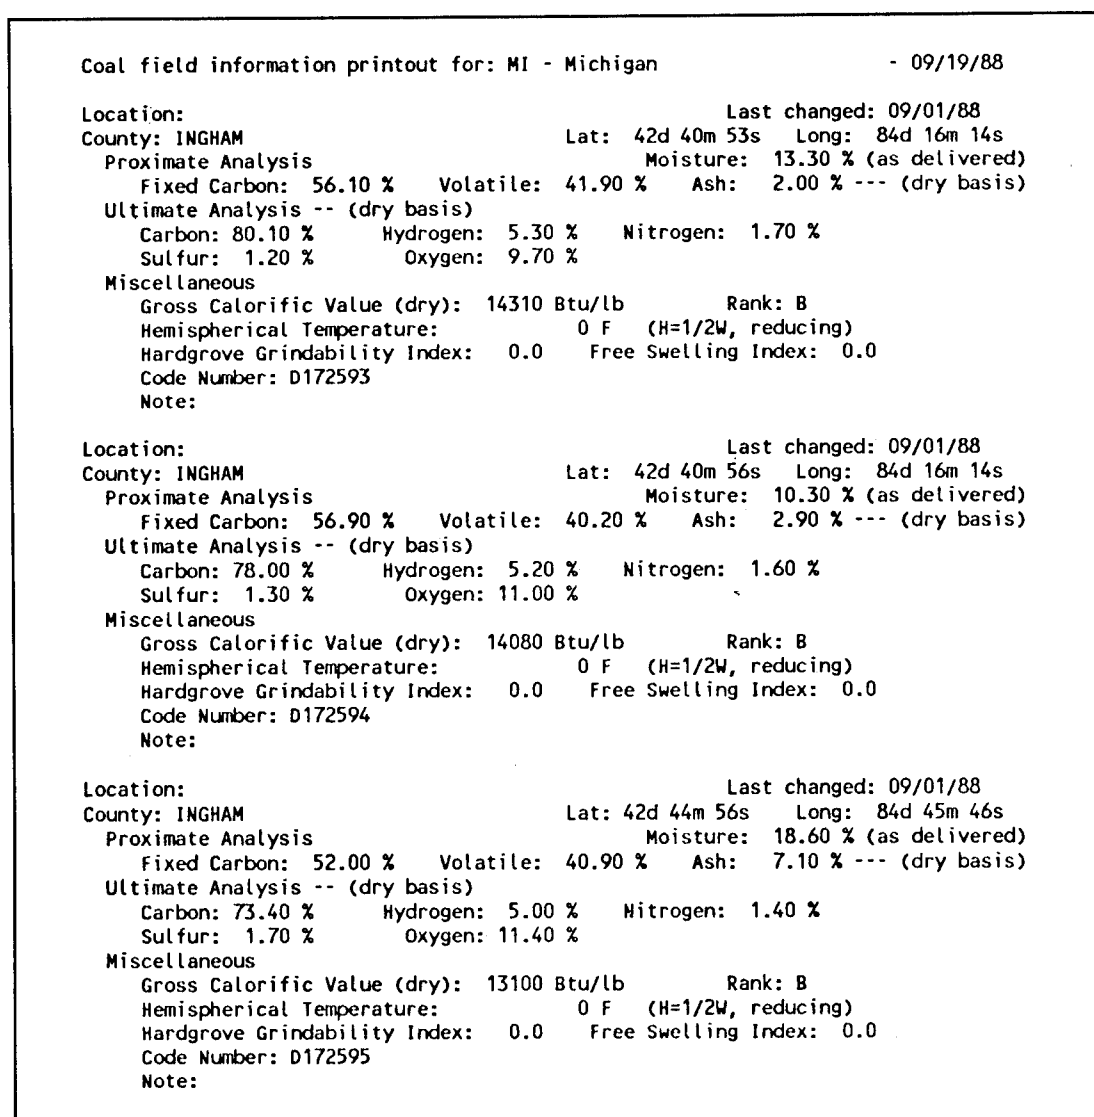 Coal field information printout for: MI - Michigan - 09/19/88
Location: Last changed: 09/01/88
County: INGHAM Lat: 42d 40m 53s Long: 84d 16m 14s
Proximate Analysis Moisture: 13.30 % (as delivered)
Fixed Carbon: 56.10 % Volatile: 41.90 % Ash: 2.00 % --- (dry basis)
Ultimate Analysis -- (dry basis)
Carbon: 80.10 % Hydrogen: 5.30 % Nitrogen: 1.70 %
Sulfur: 1.20 % Oxygen: 9.70 %
Miscellaneous
Gross Calorific Value (dry): 14310 Btu/lb Rank: B
Hemispherical Temperature: 0 F (H=1/2W, reducing)
Hardgrove Grindability Index: 0.0 Free Swelling Index: 0.0
Code Number: D172593
Note:
Location: Last changed: 09/01/88
County: INGHAM Lat: 42d 40m 56s Long: 84d 16m 14s
Proximate Analysis Moisture: 10.30 % (as delivered)
Fixed Carbon: 56.90 % Volatile: 40.20 % Ash: 2.90 % --- (dry basis)
Ultimate Analysis -- (dry basis)
Carbon: 78.00 % Hydrogen: 5.20 % Nitrogen: 1.60 %
Sulfur: 1.30 % Oxygen: 11.00 %
Miscellaneous
Gross Calorific Value (dry): 14080 Btu/lb Rank: B
Hemispherical Temperature: 0 F (H=1/2W, reducing)
Hardgrove Grindability Index: 0.0 Free Swelling Index: 0.0
Code Number: D172594
Note:
Location: Last changed: 09/01/88
County: INGHAM Lat: 42d 44m 56s Long: 84d 45m 46s
Proximate Analysis Moisture: 18.60 % (as delivered)
Fixed Carbon: 52.00 % Volatile: 40.90 % Ash: 7.10 % --- (dry basis)
Ultimate Analysis -- (dry basis)
Carbon: 73.40 % Hydrogen: 5.00 % Nitrogen: 1.40 %
Sulfur: 1.70 % Oxygen: 11.40 %
Miscellaneous
Gross Calorific Value (dry): 13100 Btu/lb Rank: B
Hemispherical Temperature: 0 F (H=1/2W, reducing)
Hardgrove Grindability Index: 0.0 Free Swelling Index: 0.0
Code Number: D172595
Note: